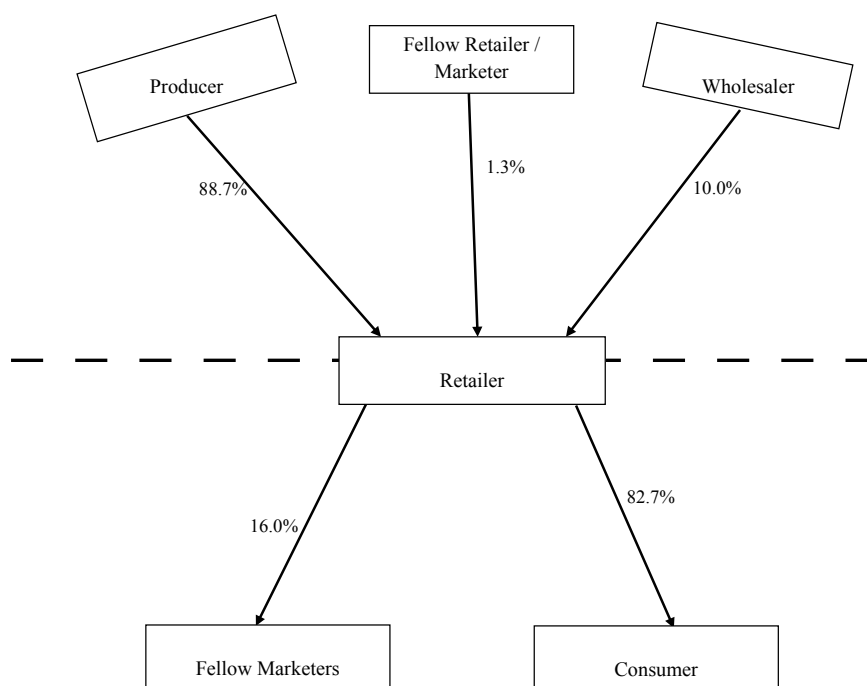 Fellow Retailer /
Marketer
Producer
Wholesaler
1.3%
88.7%
10.0%
Retailer
16.0%
82.7%
Fellow Marketers
Consumer